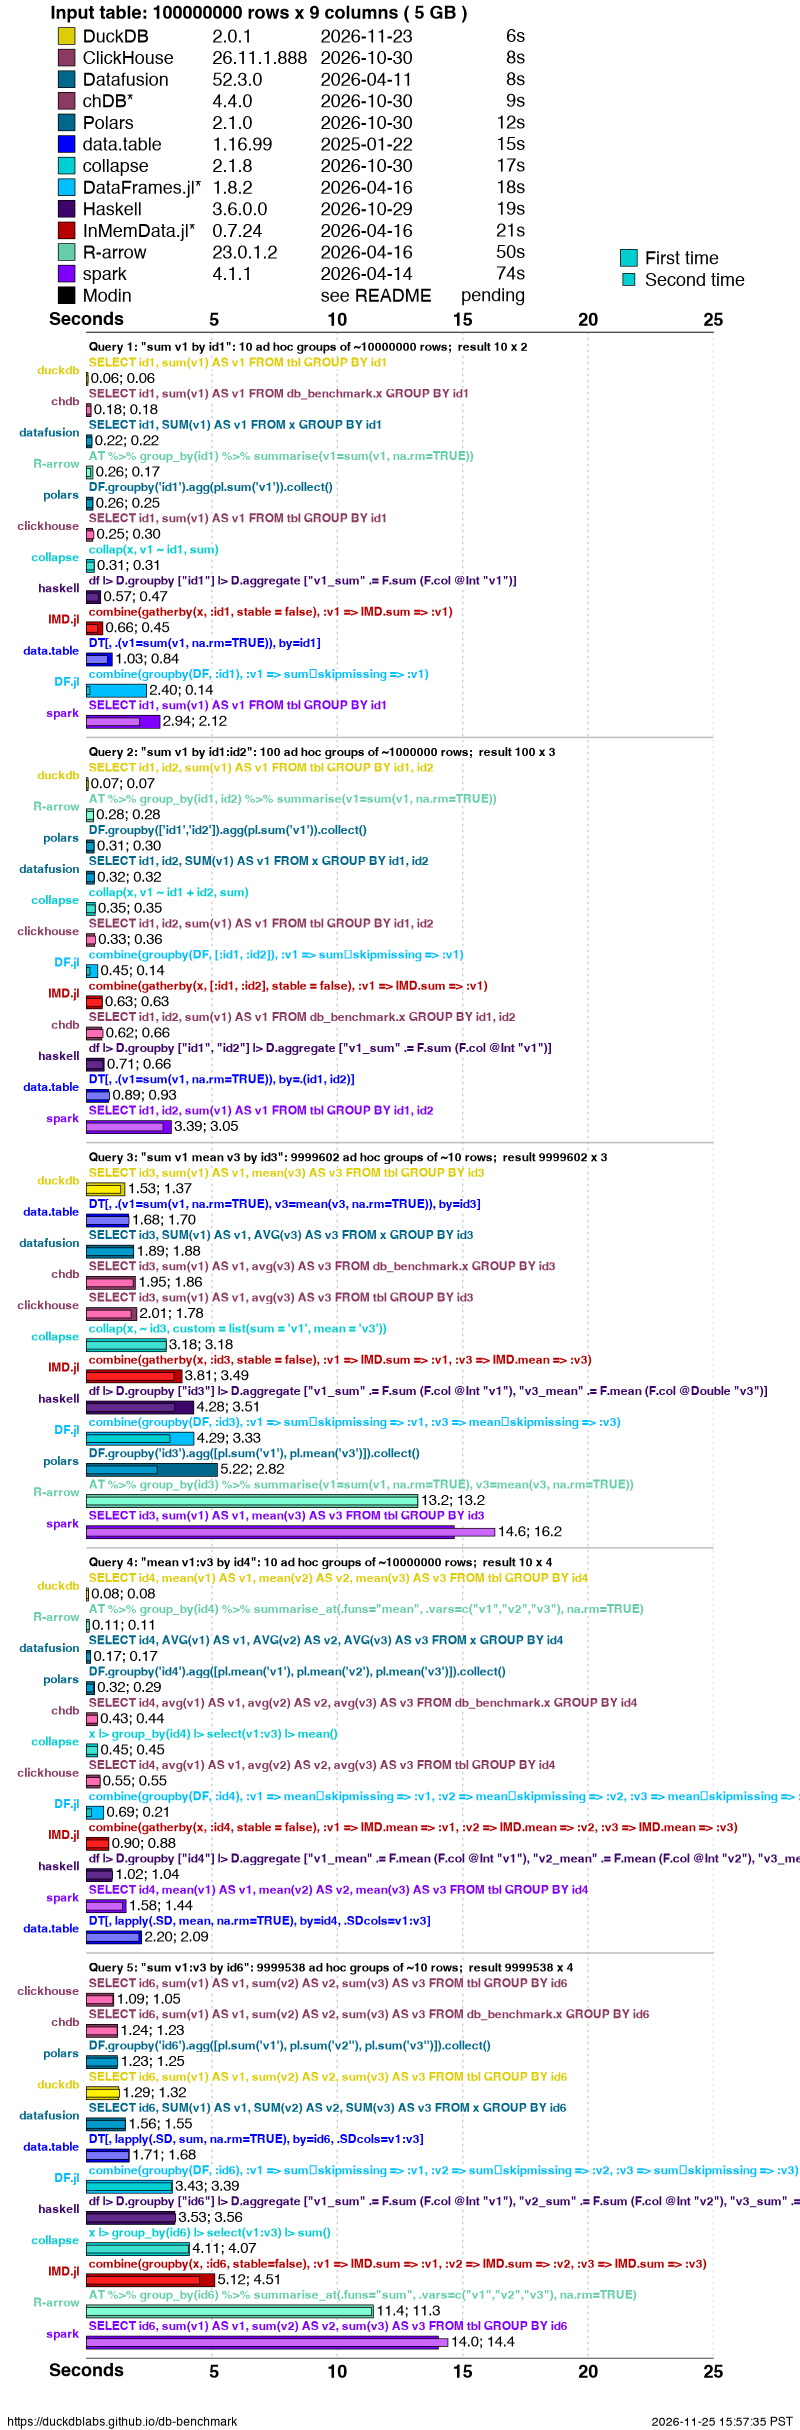 Input table: 100000000 rows x 9 columns ( 5 GB )
DuckDB 2.0.1 2026-11-23 6s
ClickHouse 26.11.1.888 2026-10-30 8s
Datafusion 52.3.0 2026-04-11 8s
chDB* 4.4.0 2026-10-30 9s
Polars 2.1.0 2026-10-30 12s
data.table 1.16.99 2025-01-22 15s
collapse 2.1.8 2026-10-30 17s
DataFrames.jl* 1.8.2 2026-04-16 18s
Haskell 3.6.0.0 2026-10-29 19s
InMemData.jl* 0.7.24 2026-04-16 21s
R-arrow 23.0.1.2 2026-04-16 50s
spark 4.1.1 2026-04-14 74s
Modin see README pending
First time
Second time
Seconds 5 10 15 20 25
Query 1: "sum v1 by id1": 10 ad hoc groups of ~10000000 rows; result 10 x 2
SELECT id1, sum(v1) AS v1 FROM tbl GROUP BY id1
duckdb 0.06; 0.06
SELECT id1, sum(v1) AS v1 FROM db_benchmark.x GROUP BY id1
chdb 0.18; 0.18
SELECT id1, SUM(v1) AS v1 FROM x GROUP BY id1
datafusion 0.22; 0.22
AT %>% group_by(id1) %>% summarise(v1=sum(v1, na.rm=TRUE))
R-arrow 0.26; 0.17
DF.groupby('id1').agg(pl.sum('v1')).collect()
polars 0.26; 0.25
SELECT id1, sum(v1) AS v1 FROM tbl GROUP BY id1
clickhouse 0.25; 0.30
collap(x, v1 ~ id1, sum)
collapse 0.31; 0.31
df |> D.groupby ["id1"] |> D.aggregate ["v1_sum" .= F.sum (F.col @Int "v1")]
haskell 0.57; 0.47
combine(gatherby(x, :id1, stable = false), :v1 => IMD.sum => :v1)
IMD.jl 0.66; 0.45
DT[, .(v1=sum(v1, na.rm=TRUE)), by=id1]
data.table 1.03; 0.84
combine(groupby(DF, :id1), :v1 => sum□skipmissing => :v1)
DF.jl 2.40; 0.14
SELECT id1, sum(v1) AS v1 FROM tbl GROUP BY id1
spark 2.94; 2.12
Query 2: "sum v1 by id1:id2": 100 ad hoc groups of ~1000000 rows; result 100 x 3
SELECT id1, id2, sum(v1) AS v1 FROM tbl GROUP BY id1, id2
duckdb 0.07; 0.07
AT %>% group_by(id1, id2) %>% summarise(v1=sum(v1, na.rm=TRUE))
R-arrow 0.28; 0.28
DF.groupby(['id1','id2']).agg(pl.sum('v1')).collect()
polars 0.31; 0.30
SELECT id1, id2, SUM(v1) AS v1 FROM x GROUP BY id1, id2
datafusion 0.32; 0.32
collap(x, v1 ~ id1 + id2, sum)
collapse 0.35; 0.35
SELECT id1, id2, sum(v1) AS v1 FROM tbl GROUP BY id1, id2
clickhouse 0.33; 0.36
combine(groupby(DF, [:id1, :id2]), :v1 => sum□skipmissing => :v1)
DF.jl 0.45; 0.14
combine(gatherby(x, [:id1, :id2], stable = false), :v1 => IMD.sum => :v1)
IMD.jl 0.63; 0.63
SELECT id1, id2, sum(v1) AS v1 FROM db_benchmark.x GROUP BY id1, id2
chdb 0.62; 0.66
df |> D.groupby ["id1", "id2"] |> D.aggregate ["v1_sum" .= F.sum (F.col @Int "v1")]
haskell 0.71; 0.66
DT[, .(v1=sum(v1, na.rm=TRUE)), by=.(id1, id2)]
data.table 0.89; 0.93
SELECT id1, id2, sum(v1) AS v1 FROM tbl GROUP BY id1, id2
spark 3.39; 3.05
Query 3: "sum v1 mean v3 by id3": 9999602 ad hoc groups of ~10 rows; result 9999602 x 3
SELECT id3, sum(v1) AS v1, mean(v3) AS v3 FROM tbl GROUP BY id3
duckdb 1.53; 1.37
DT[, .(v1=sum(v1, na.rm=TRUE), v3=mean(v3, na.rm=TRUE)), by=id3]
data.table 1.68; 1.70
SELECT id3, SUM(v1) AS v1, AVG(v3) AS v3 FROM x GROUP BY id3
datafusion 1.89; 1.88
SELECT id3, sum(v1) AS v1, avg(v3) AS v3 FROM db_benchmark.x GROUP BY id3
chdb 1.95; 1.86
SELECT id3, sum(v1) AS v1, avg(v3) AS v3 FROM tbl GROUP BY id3
clickhouse 2.01; 1.78
collap(x, ~ id3, custom = list(sum = 'v1', mean = 'v3'))
collapse 3.18; 3.18
combine(gatherby(x, :id3, stable = false), :v1 => IMD.sum => :v1, :v3 => IMD.mean => :v3)
IMD.jl 3.81; 3.49
df |> D.groupby ["id3"] |> D.aggregate ["v1_sum" .= F.sum (F.col @Int "v1"), "v3_mean" .= F.mean (F.col @Double "v3")]
haskell 4.28; 3.51
combine(groupby(DF, :id3), :v1 => sum□skipmissing => :v1, :v3 => mean□skipmissing => :v3)
DF.jl 4.29; 3.33
DF.groupby('id3').agg([pl.sum('v1'), pl.mean('v3')]).collect()
polars 5.22; 2.82
AT %>% group_by(id3) %>% summarise(v1=sum(v1, na.rm=TRUE), v3=mean(v3, na.rm=TRUE))
R-arrow 13.2; 13.2
SELECT id3, sum(v1) AS v1, mean(v3) AS v3 FROM tbl GROUP BY id3
spark 14.6; 16.2
Query 4: "mean v1:v3 by id4": 10 ad hoc groups of ~10000000 rows; result 10 x 4
SELECT id4, mean(v1) AS v1, mean(v2) AS v2, mean(v3) AS v3 FROM tbl GROUP BY id4
duckdb 0.08; 0.08
AT %>% group_by(id4) %>% summarise_at(.funs="mean", .vars=c("v1","v2","v3"), na.rm=TRUE)
R-arrow 0.11; 0.11
SELECT id4, AVG(v1) AS v1, AVG(v2) AS v2, AVG(v3) AS v3 FROM x GROUP BY id4
datafusion 0.17; 0.17
DF.groupby('id4').agg([pl.mean('v1'), pl.mean('v2'), pl.mean('v3')]).collect()
polars 0.32; 0.29
SELECT id4, avg(v1) AS v1, avg(v2) AS v2, avg(v3) AS v3 FROM db_benchmark.x GROUP BY id4
chdb 0.43; 0.44
x |> group_by(id4) |> select(v1:v3) |> mean()
collapse 0.45; 0.45
SELECT id4, avg(v1) AS v1, avg(v2) AS v2, avg(v3) AS v3 FROM tbl GROUP BY id4
clickhouse 0.55; 0.55
combine(groupby(DF, :id4), :v1 => mean□skipmissing => :v1, :v2 => mean□skipmissing => :v2, :v3 => mean□skipmissing => :
DF.jl 0.69; 0.21
combine(gatherby(x, :id4, stable = false), :v1 => IMD.mean => :v1, :v2 => IMD.mean => :v2, :v3 => IMD.mean => :v3)
IMD.jl 0.90; 0.88
df |> D.groupby ["id4"] |> D.aggregate ["v1_mean" .= F.mean (F.col @Int "v1"), "v2_mean" .= F.mean (F.col @Int "v2"), "v3_me
haskell 1.02; 1.04
SELECT id4, mean(v1) AS v1, mean(v2) AS v2, mean(v3) AS v3 FROM tbl GROUP BY id4
spark 1.58; 1.44
DT[, lapply(.SD, mean, na.rm=TRUE), by=id4, .SDcols=v1:v3]
data.table 2.20; 2.09
Query 5: "sum v1:v3 by id6": 9999538 ad hoc groups of ~10 rows; result 9999538 x 4
SELECT id6, sum(v1) AS v1, sum(v2) AS v2, sum(v3) AS v3 FROM tbl GROUP BY id6
clickhouse 1.09; 1.05
SELECT id6, sum(v1) AS v1, sum(v2) AS v2, sum(v3) AS v3 FROM db_benchmark.x GROUP BY id6
chdb 1.24; 1.23
DF.groupby('id6').agg([pl.sum('v1'), pl.sum('v2''), pl.sum('v3'')]).collect()
polars 1.23; 1.25
SELECT id6, sum(v1) AS v1, sum(v2) AS v2, sum(v3) AS v3 FROM tbl GROUP BY id6
duckdb 1.29; 1.32
SELECT id6, SUM(v1) AS v1, SUM(v2) AS v2, SUM(v3) AS v3 FROM x GROUP BY id6
datafusion 1.56; 1.55
DT[, lapply(.SD, sum, na.rm=TRUE), by=id6, .SDcols=v1:v3]
data.table 1.71; 1.68
combine(groupby(DF, :id6), :v1 => sum□skipmissing => :v1, :v2 => sum□skipmissing => :v2, :v3 => sum□skipmissing => :v3)
DF.jl 3.43; 3.39
df |> D.groupby ["id6"] |> D.aggregate ["v1_sum" .= F.sum (F.col @Int "v1"), "v2_sum" .= F.sum (F.col @Int "v2"), "v3_sum" .=
haskell 3.53; 3.56
x |> group_by(id6) |> select(v1:v3) |> sum()
collapse 4.11; 4.07
combine(groupby(x, :id6, stable=false), :v1 => IMD.sum => :v1, :v2 => IMD.sum => :v2, :v3 => IMD.sum => :v3)
IMD.jl 5.12; 4.51
AT %>% group_by(id6) %>% summarise_at(.funs="sum", .vars=c("v1","v2","v3"), na.rm=TRUE)
R-arrow 11.4; 11.3
SELECT id6, sum(v1) AS v1, sum(v2) AS v2, sum(v3) AS v3 FROM tbl GROUP BY id6
spark 14.0; 14.4
Seconds 5 10 15 20 25
https://duckdblabs.github.io/db-benchmark 2026-11-25 15:57:35 PST